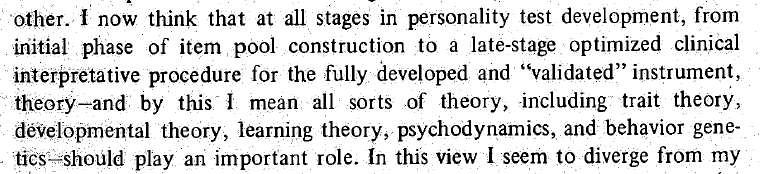 other. I now think that at all stages in personality test development, from
initial phase of item pool construction to a late-stage optimized clinical
interpretative procedure for the fully developed and “validated” instrument,
theory—and by this I mean all sorts of theory, including trait theory,
developmental theory, learning theory, psychodynamics, and behavior gene-
tics—should play an important role. In this view I seem to diverge from my